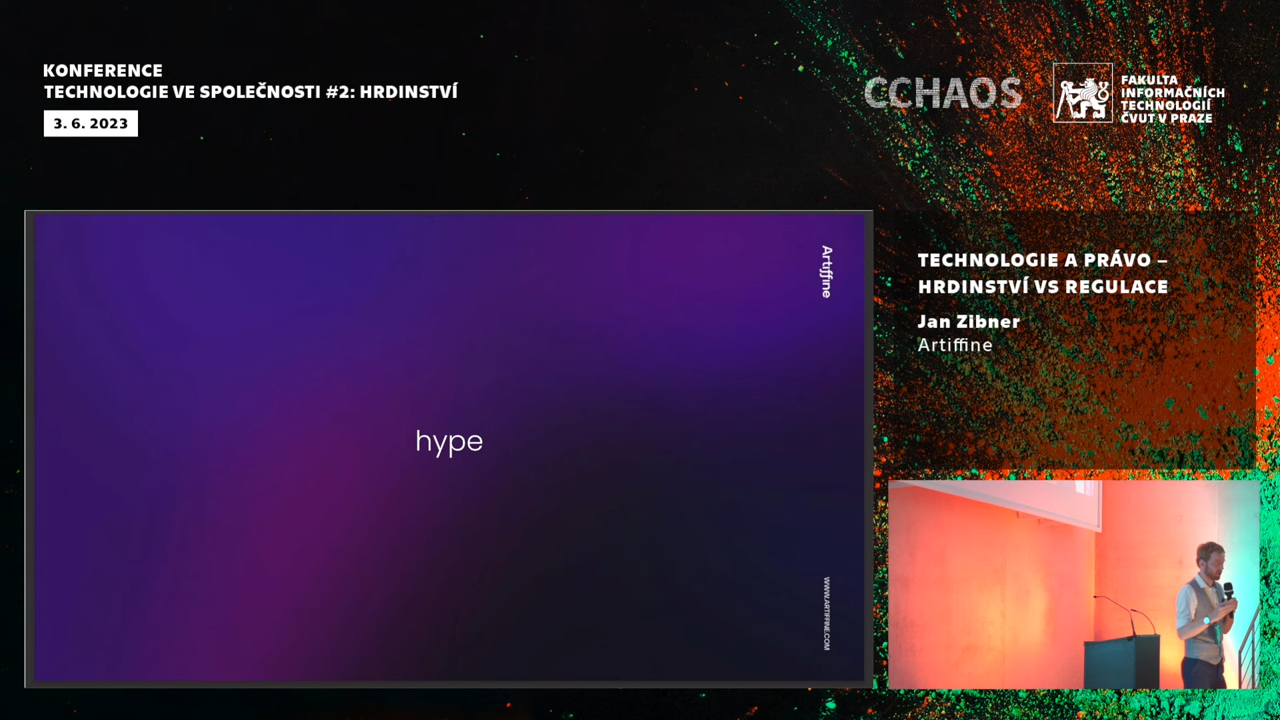 KONFERENCE
TECHNOLOGIE VE SPOLEČNOSTI #2: HRDINSTVÍ
3. 6. 2023
CCHAOS
FAKULTA
INFORMAČNÍCH
TECHNOLOGIÍ
ČVUT V PRAZE
Artiffine
hype
WWW.ARTIFFINE.COM
TECHNOLOGIE A PRÁVO –
HRDINSTVÍ VS REGULACE
Jan Zibner
Artiffine